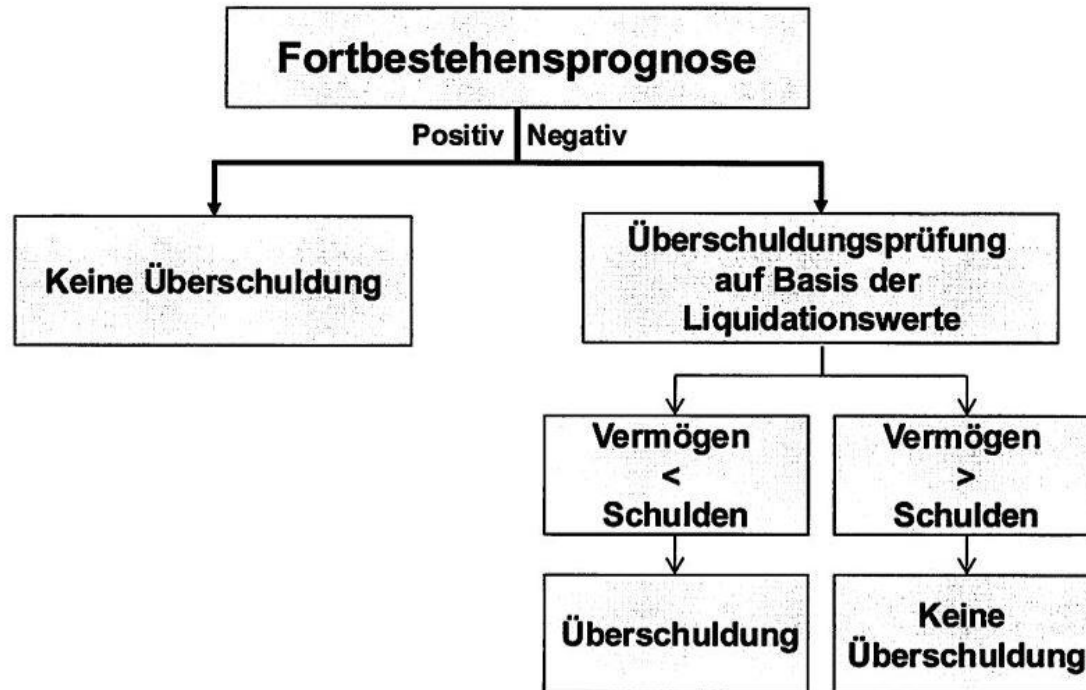 Fortbestehensprognose
Positiv Negativ
Keine Überschuldung
Überschuldungsprüfung
auf Basis der
Liquidationswerte
Vermögen
<
Schulden
Vermögen
>
Schulden
Überschuldung
Keine
Überschuldung